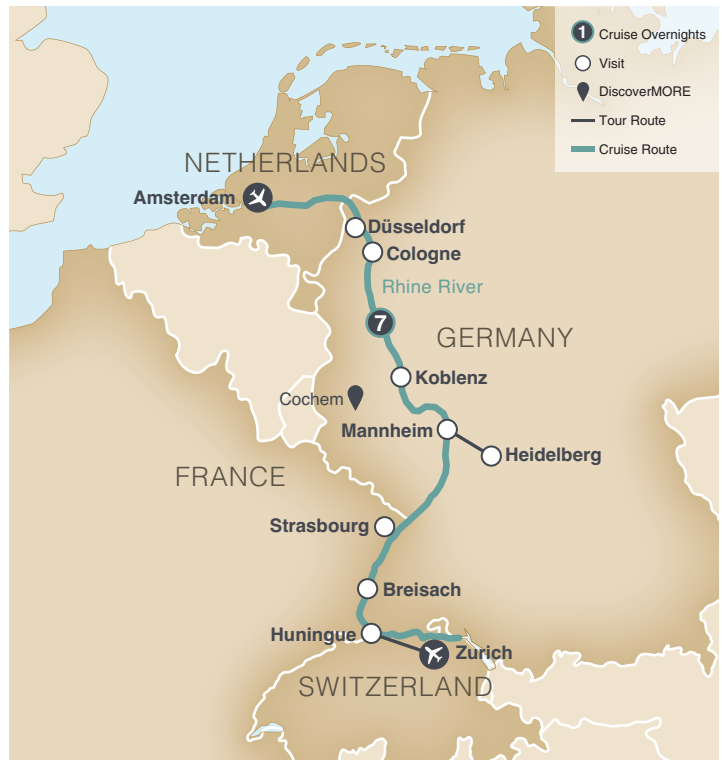 1 Cruise Overnights
Visit
DiscoverMORE
Tour Route
Cruise Route
NETHERLANDS
Amsterdam
Düsseldorf
Cologne
Rhine River
7
GERMANY
Koblenz
Cochem
Mannheim
Heidelberg
FRANCE
Strasbourg
Breisach
Huningue
Zurich
SWITZERLAND